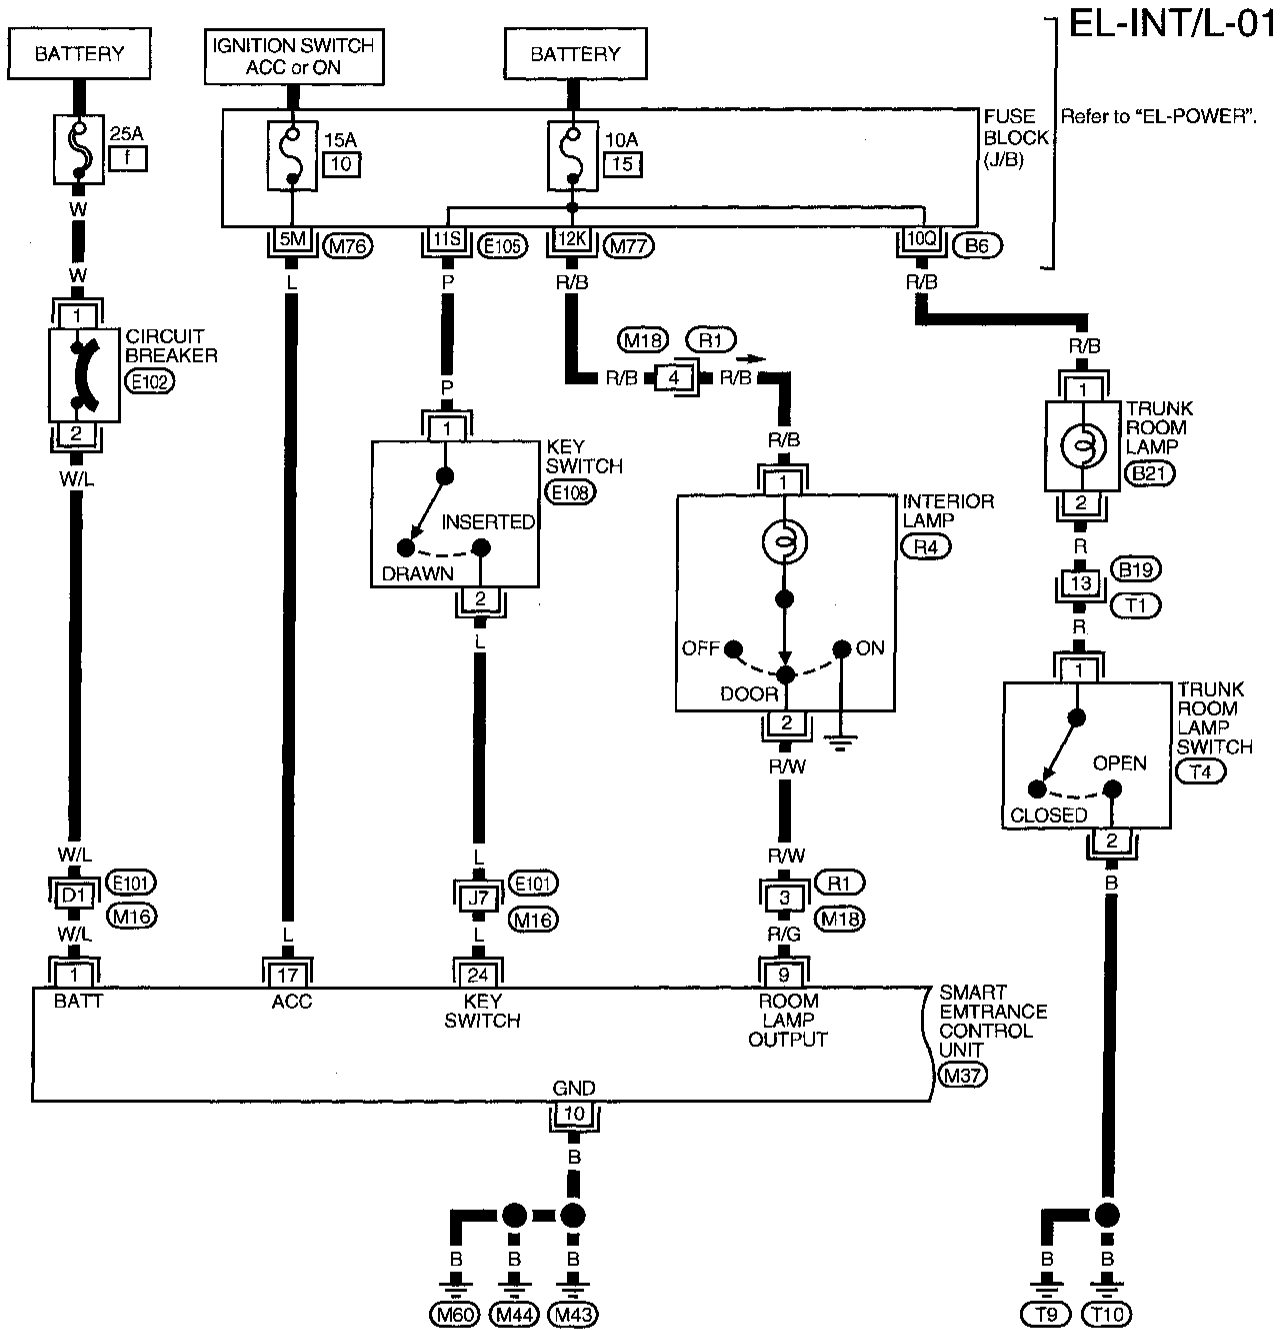 EL-INT/L-01
BATTERY
IGNITION SWITCH
ACC or ON
BATTERY
25A
f
15A
10
10A
15
FUSE
BLOCK
(J/B)
Refer to "EL-POWER".
5M
M76
11S
E105
12K
M77
10Q
B6
W
W
L
P
R/B
R/B
1
CIRCUIT
BREAKER
E102
2
W/L
P
1
KEY
SWITCH
E108
INSERTED
DRAWN
2
L
M18
R1
R/B
4
R/B
R/B
1
INTERIOR
LAMP
R4
OFF
ON
DOOR
2
R/W
R/B
1
TRUNK
ROOM
LAMP
B21
2
R
13
B19
T1
R
1
TRUNK
ROOM
LAMP
SWITCH
T4
OPEN
CLOSED
2
B
W/L
D1
E101
M16
W/L
1
L
17
L
J7
E101
M16
L
24
R/W
3
R1
M18
R/G
9
BATT
ACC
KEY
SWITCH
ROOM
LAMP
OUTPUT
SMART
EMTRANCE
CONTROL
UNIT
M37
GND
10
B
B
B
B
B
B
M60
M44
M43
T9
T10